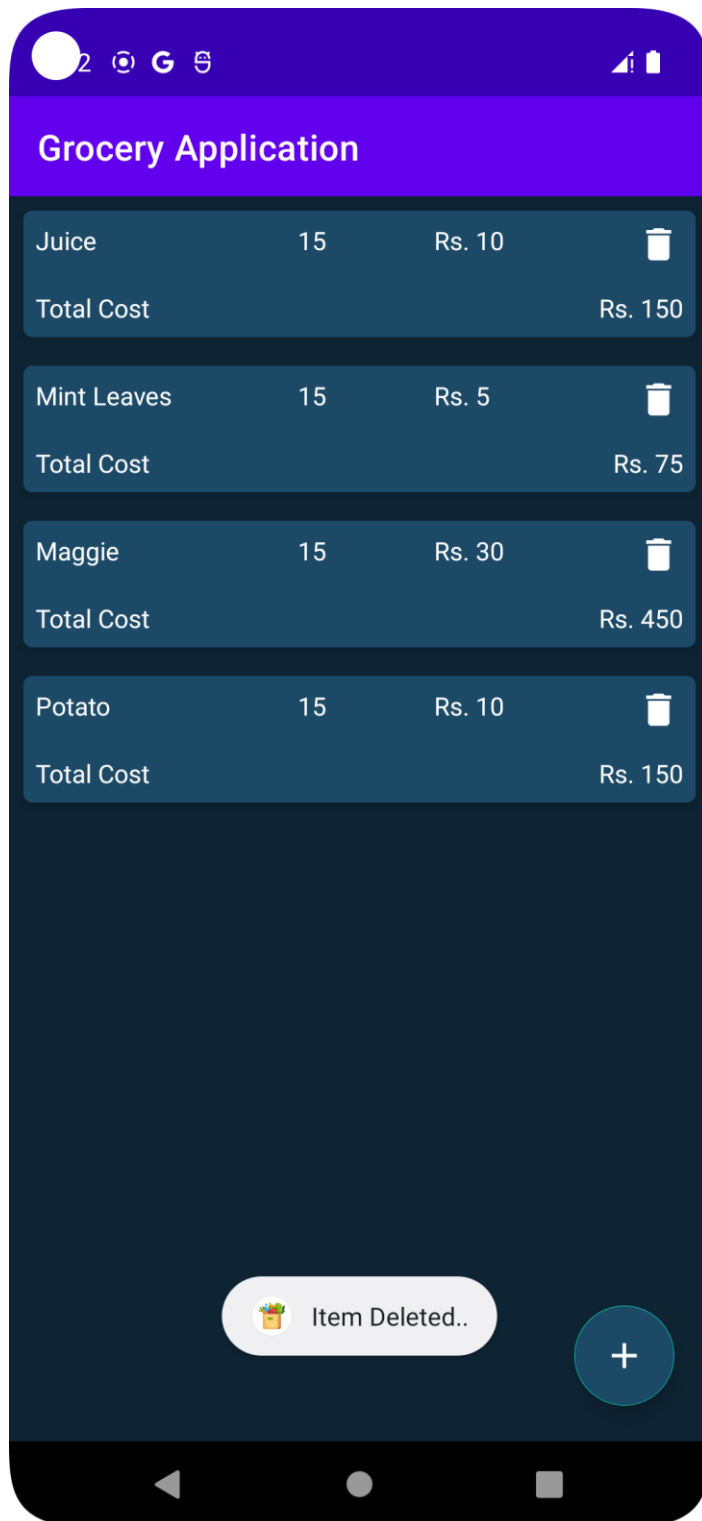 2 G
Grocery Application
Juice 15 Rs. 10
Total Cost Rs. 150
Mint Leaves 15 Rs. 5
Total Cost Rs. 75
Maggie 15 Rs. 30
Total Cost Rs. 450
Potato 15 Rs. 10
Total Cost Rs. 150
Item Deleted..
+